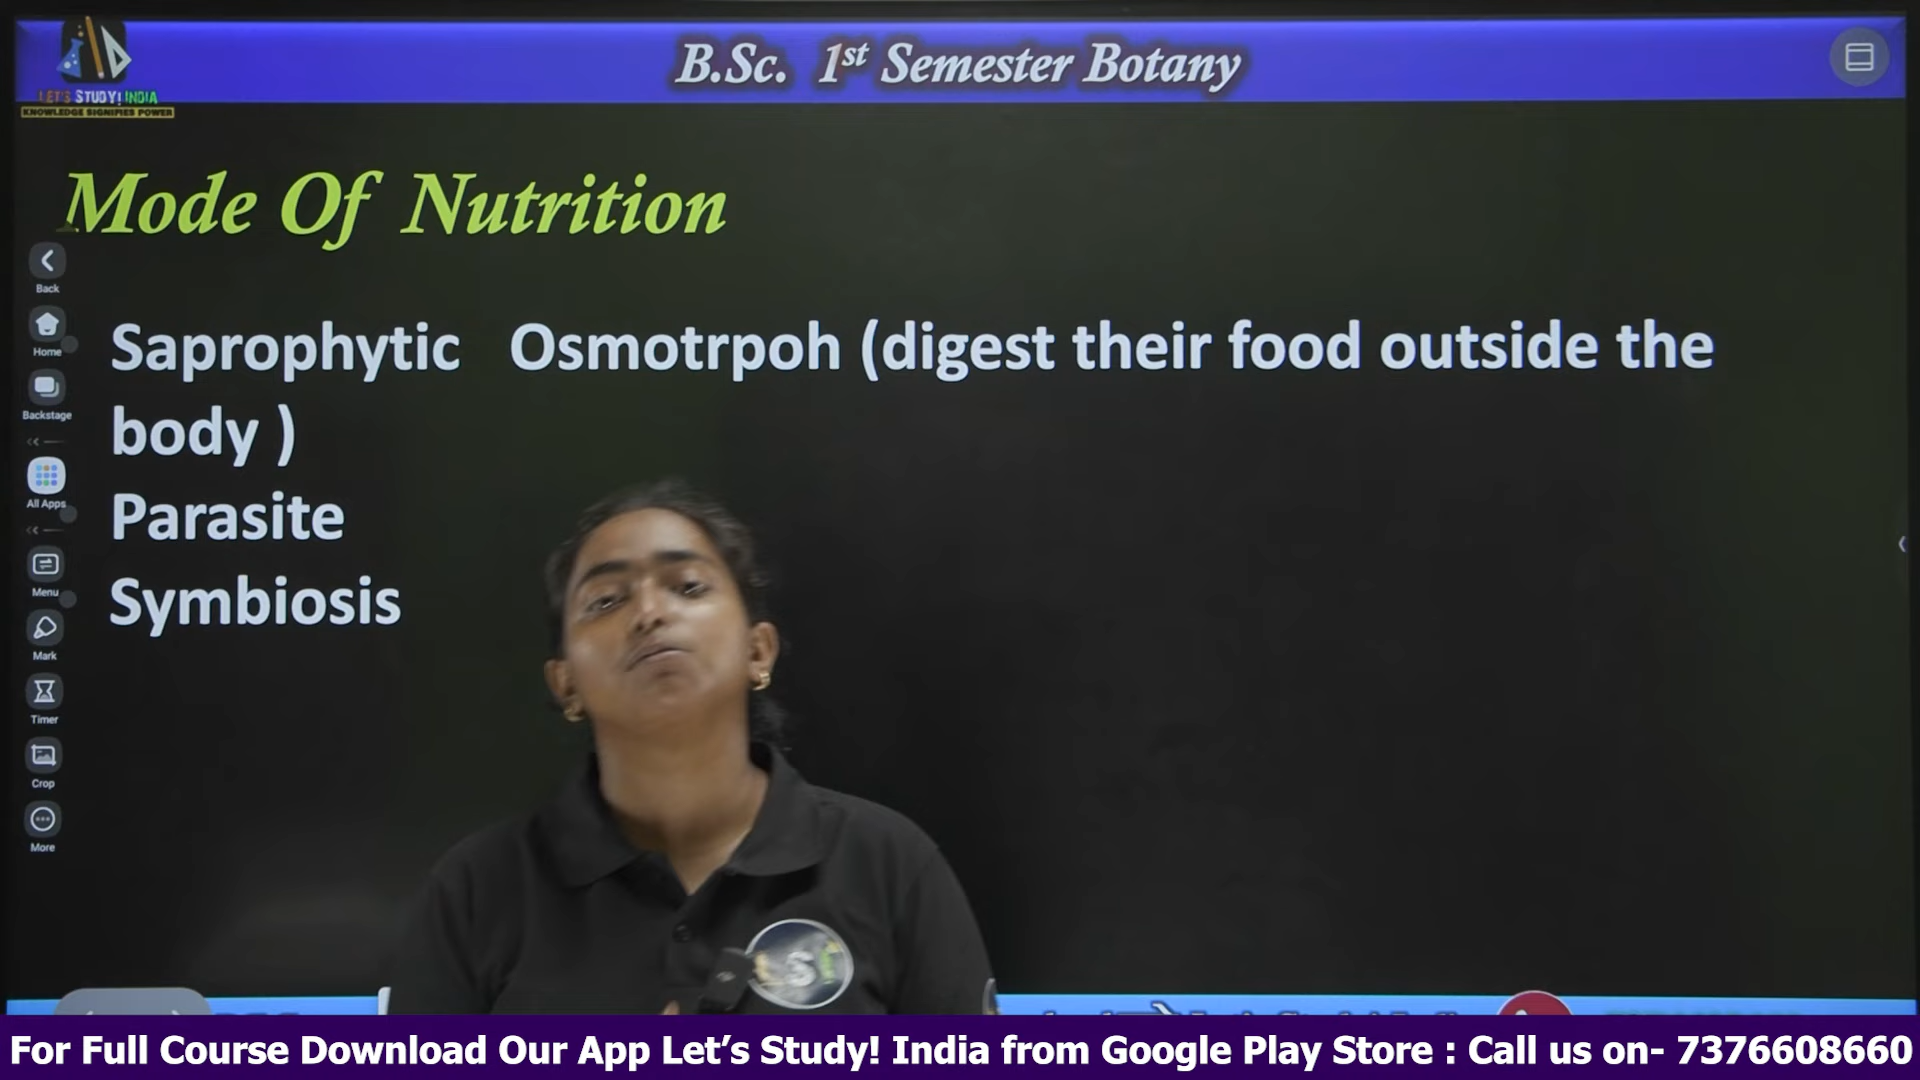 LET'S STUDY! INDIA
KNOWLEDGE SIGNIFIES POWER
B.Sc. 1st Semester Botany
Mode Of Nutrition
Saprophytic Osmotrpoh (digest their food outside the
body )
Parasite
Symbiosis
Back
Home
Backstage
All Apps
Menu
Mark
Timer
Crop
More
For Full Course Download Our App Let's Study! India from Google Play Store : Call us on- 7376608660